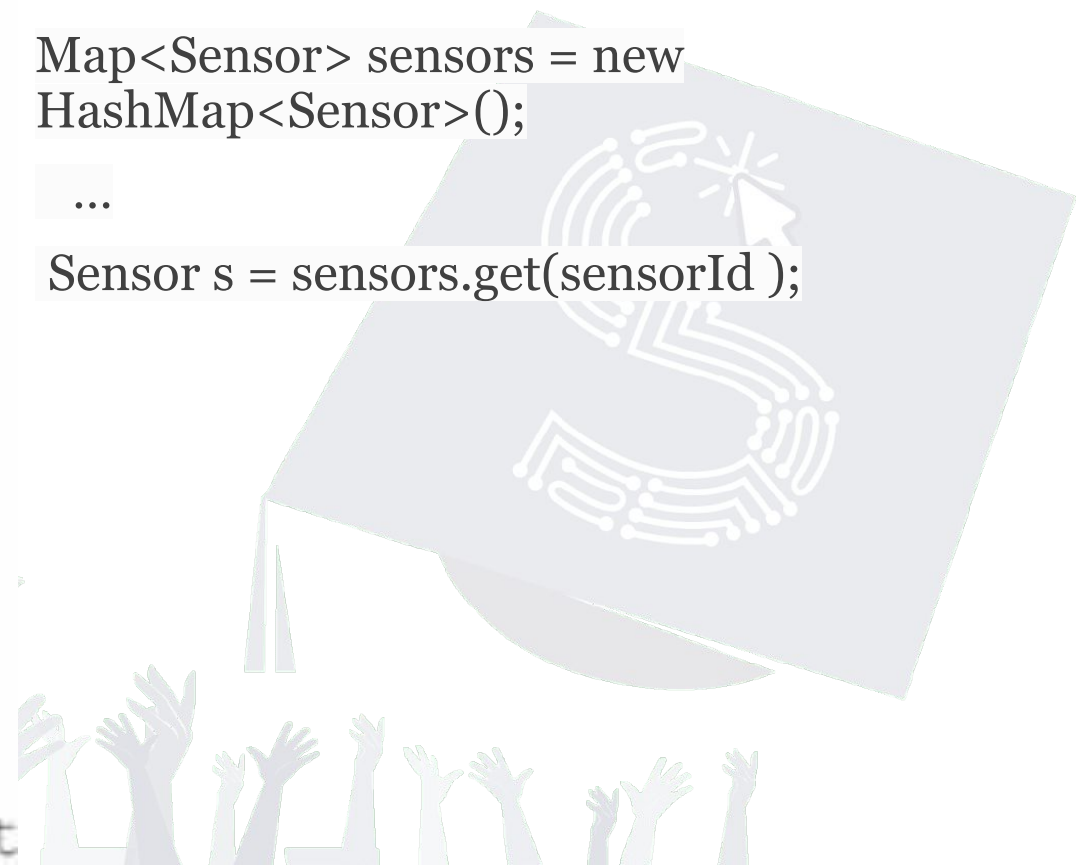 Map<Sensor> sensors = new
HashMap<Sensor>();
...
Sensor s = sensors.get(sensorId );